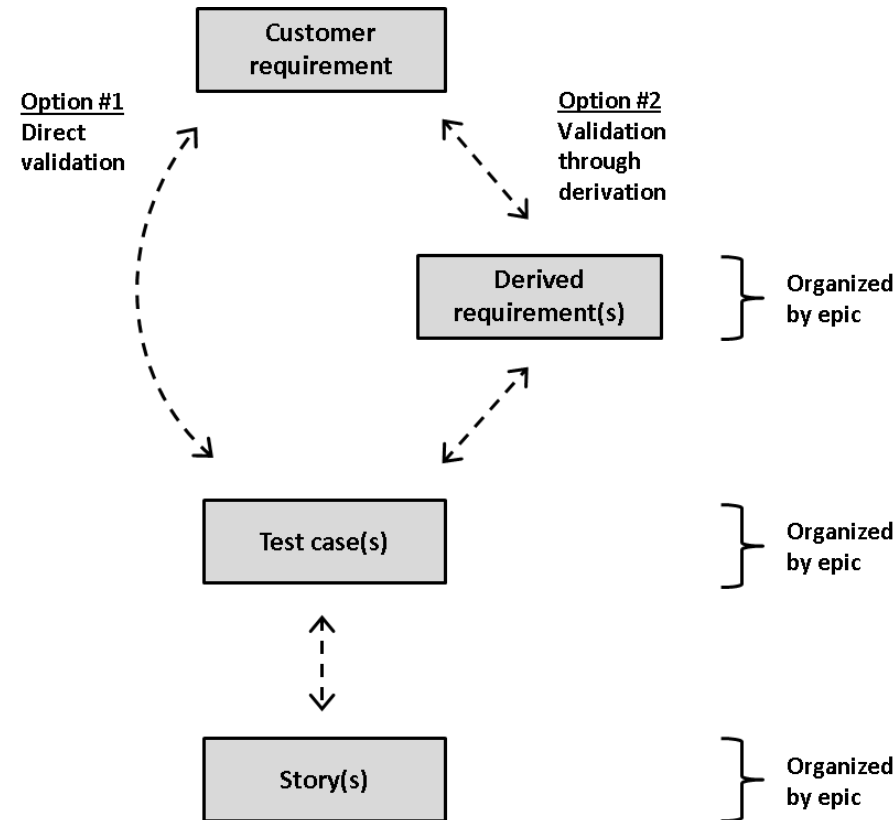 Customer
requirement
Option #1
Direct
validation
Option #2
Validation
through
derivation
Derived
requirement(s)
Organized
by epic
Test case(s)
Organized
by epic
Story(s)
Organized
by epic